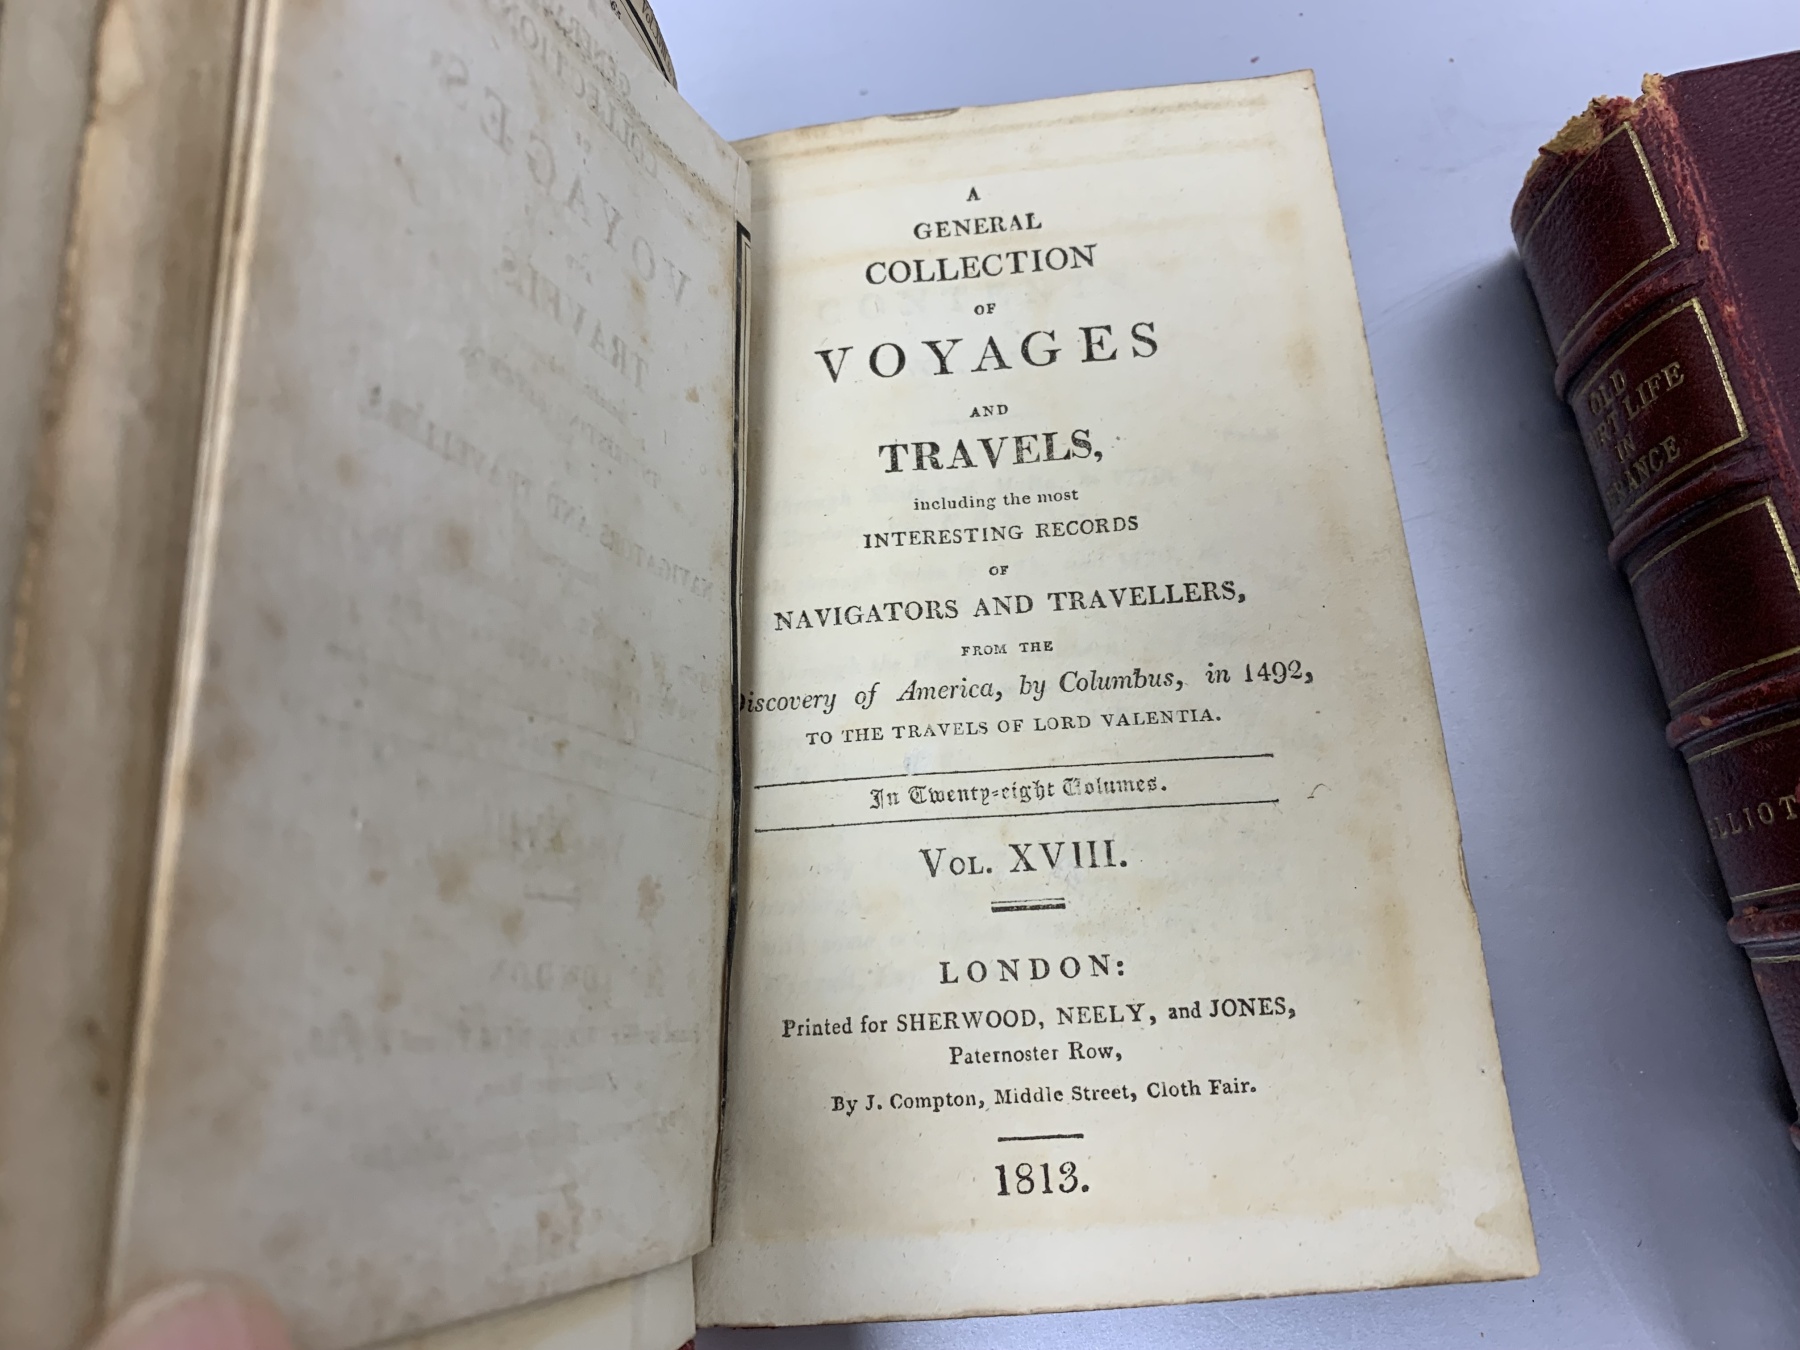 A
GENERAL
COLLECTION
OF
VOYAGES
AND
TRAVELS,
including the most
INTERESTING RECORDS
OF
NAVIGATORS AND TRAVELLERS,
FROM THE
Discovery of America, by Columbus, in 1492,
TO THE TRAVELS OF LORD VALENTIA.
In Twenty-eight Volumes.
VOL. XVIII.
LONDON:
Printed for SHERWOOD, NEELY, and JONES,
Paternoster Row,
By J. Compton, Middle Street, Cloth Fair.
1813.
OLD
LIFE
IN